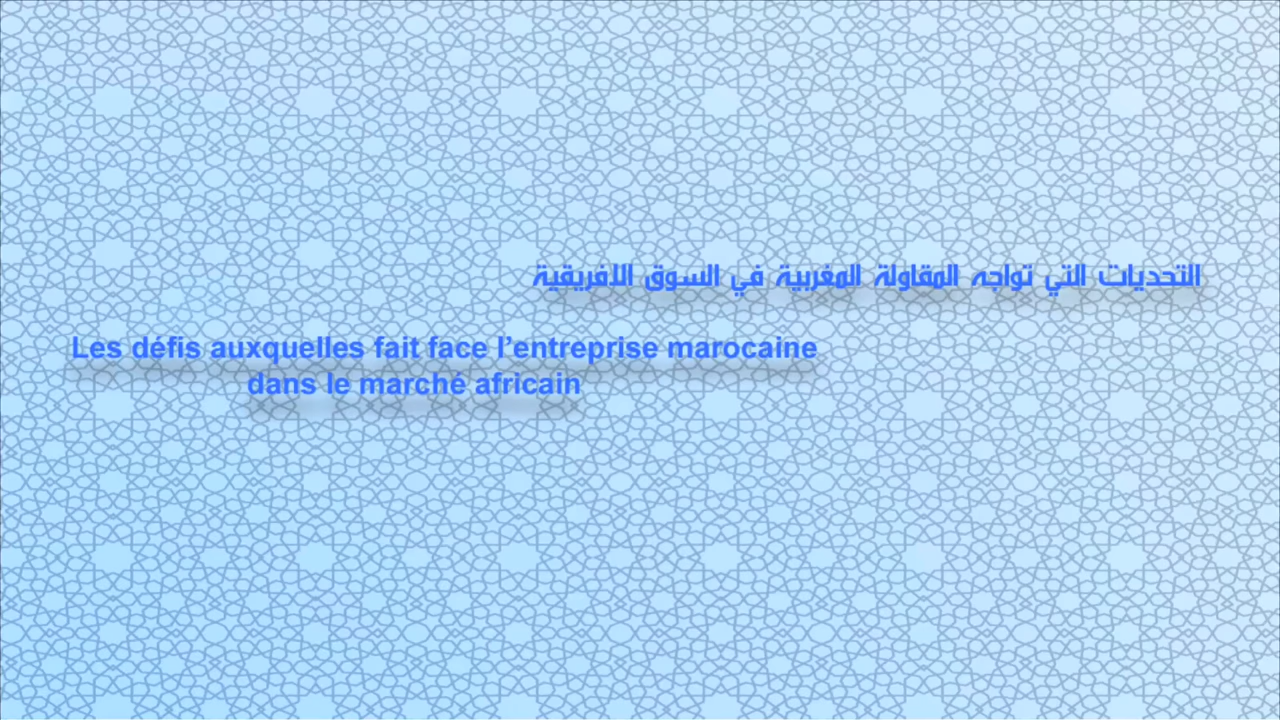 التحديات التي تواجه المقاولة المغربية في السوق الافريقية
Les défis auxquelles fait face l’entreprise marocaine
dans le marché africain